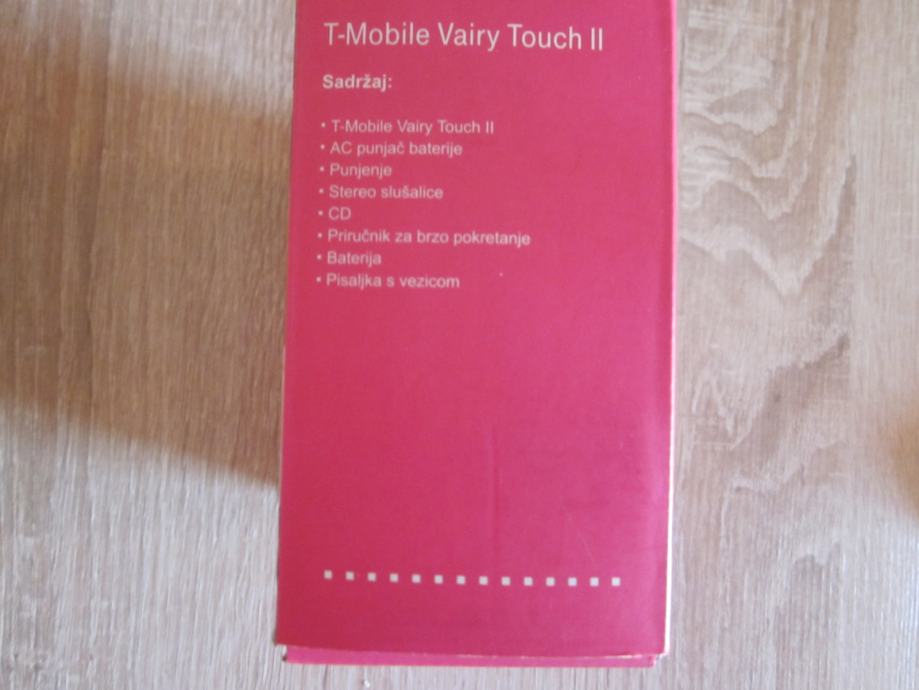 T-Mobile Vairy Touch II
Sadržaj:
• T-Mobile Vairy Touch II
• AC punjač baterije
• Punjenje
• Stereo slušalice
• CD
• Priručnik za brzo pokretanje
• Baterija
• Pisaljka s vezicom